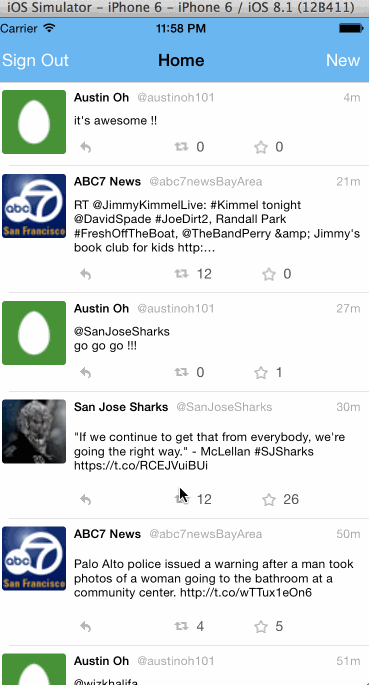 iOS Simulator – iPhone 6 – iPhone 6 / iOS 8.1 (12B411)
Carrier 11:58 PM
Sign Out Home New
Austin Oh @austinoh101 4m
it's awesome !!
0 0
ABC7 News @abc7newsBayArea 21m
RT @JimmyKimmelLive: #Kimmel tonight
@DavidSpade #JoeDirt2, Randall Park
#FreshOffTheBoat, @TheBandPerry &amp; Jimmy's
book club for kids http:…
abc 7
San Francisco
12 0
Austin Oh @austinoh101 27m
@SanJoseSharks
go go go !!!
0 1
San Jose Sharks @SanJoseSharks 30m
"If we continue to get that from everybody, we're
going the right way." - McLellan #SJSharks
https://t.co/RCEJVuiBUi
12 26
ABC7 News @abc7newsBayArea 50m
Palo Alto police issued a warning after a man took
photos of a woman going to the bathroom at a
community center. http://t.co/wTTux1eOn6
abc 7
San Francisco
4 5
Austin Oh @austinoh101 51m
@wizkhalifa